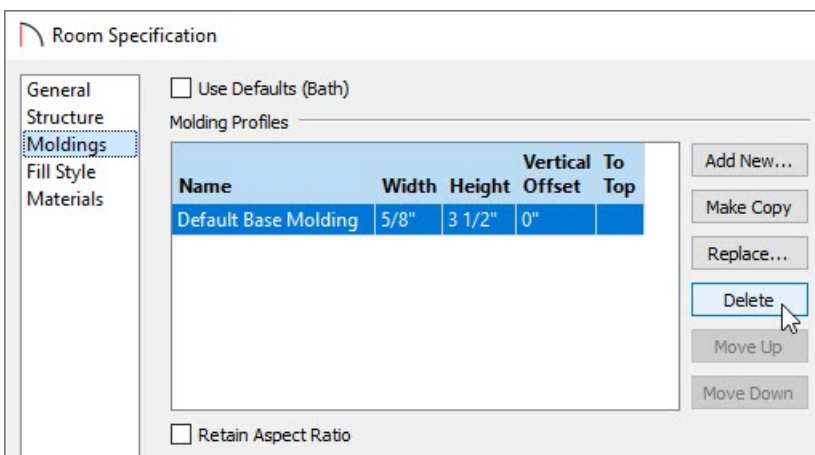 Room Specification
General
Structure
Moldings
Fill Style
Materials
Use Defaults (Bath)
Molding Profiles
Name Width Height Vertical Offset To Top
Default Base Molding 5/8" 3 1/2" 0"
Add New...
Make Copy
Replace...
Delete
Move Up
Move Down
Retain Aspect Ratio